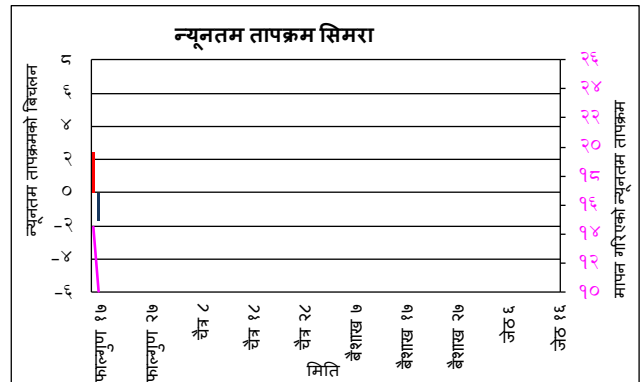 न्यूनतम तापक्रम सिमरा
न्यूनतम तापक्रमको बिचलन
८
६
४
२
०
-२
-४
-६
२६
२४
२२
२०
१८
१६
१४
१२
१०
मापन गरिएको न्यूनतम तापक्रम
फाल्गुण १७
फाल्गुण २७
चैत्र ८
चैत्र १८
चैत्र २८
बैशाख ७
बैशाख १७
बैशाख २७
जेठ ६
जेठ १६
मिति